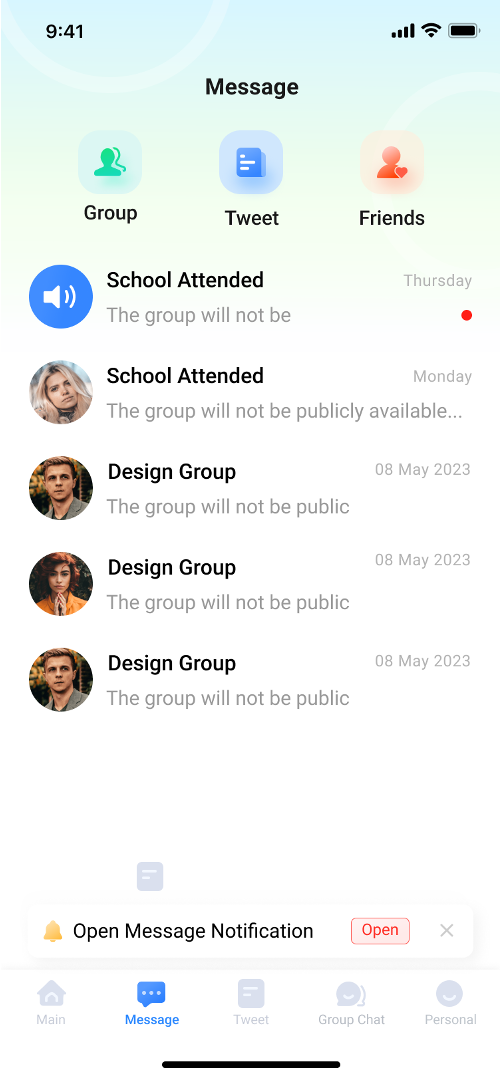 9:41
Message
Group
Tweet
Friends
School Attended
Thursday
The group will not be
School Attended
Monday
The group will not be publicly available...
Design Group
08 May 2023
The group will not be public
Design Group
08 May 2023
The group will not be public
Design Group
08 May 2023
The group will not be public
Open Message Notification
Open
Main
Message
Tweet
Group Chat
Personal